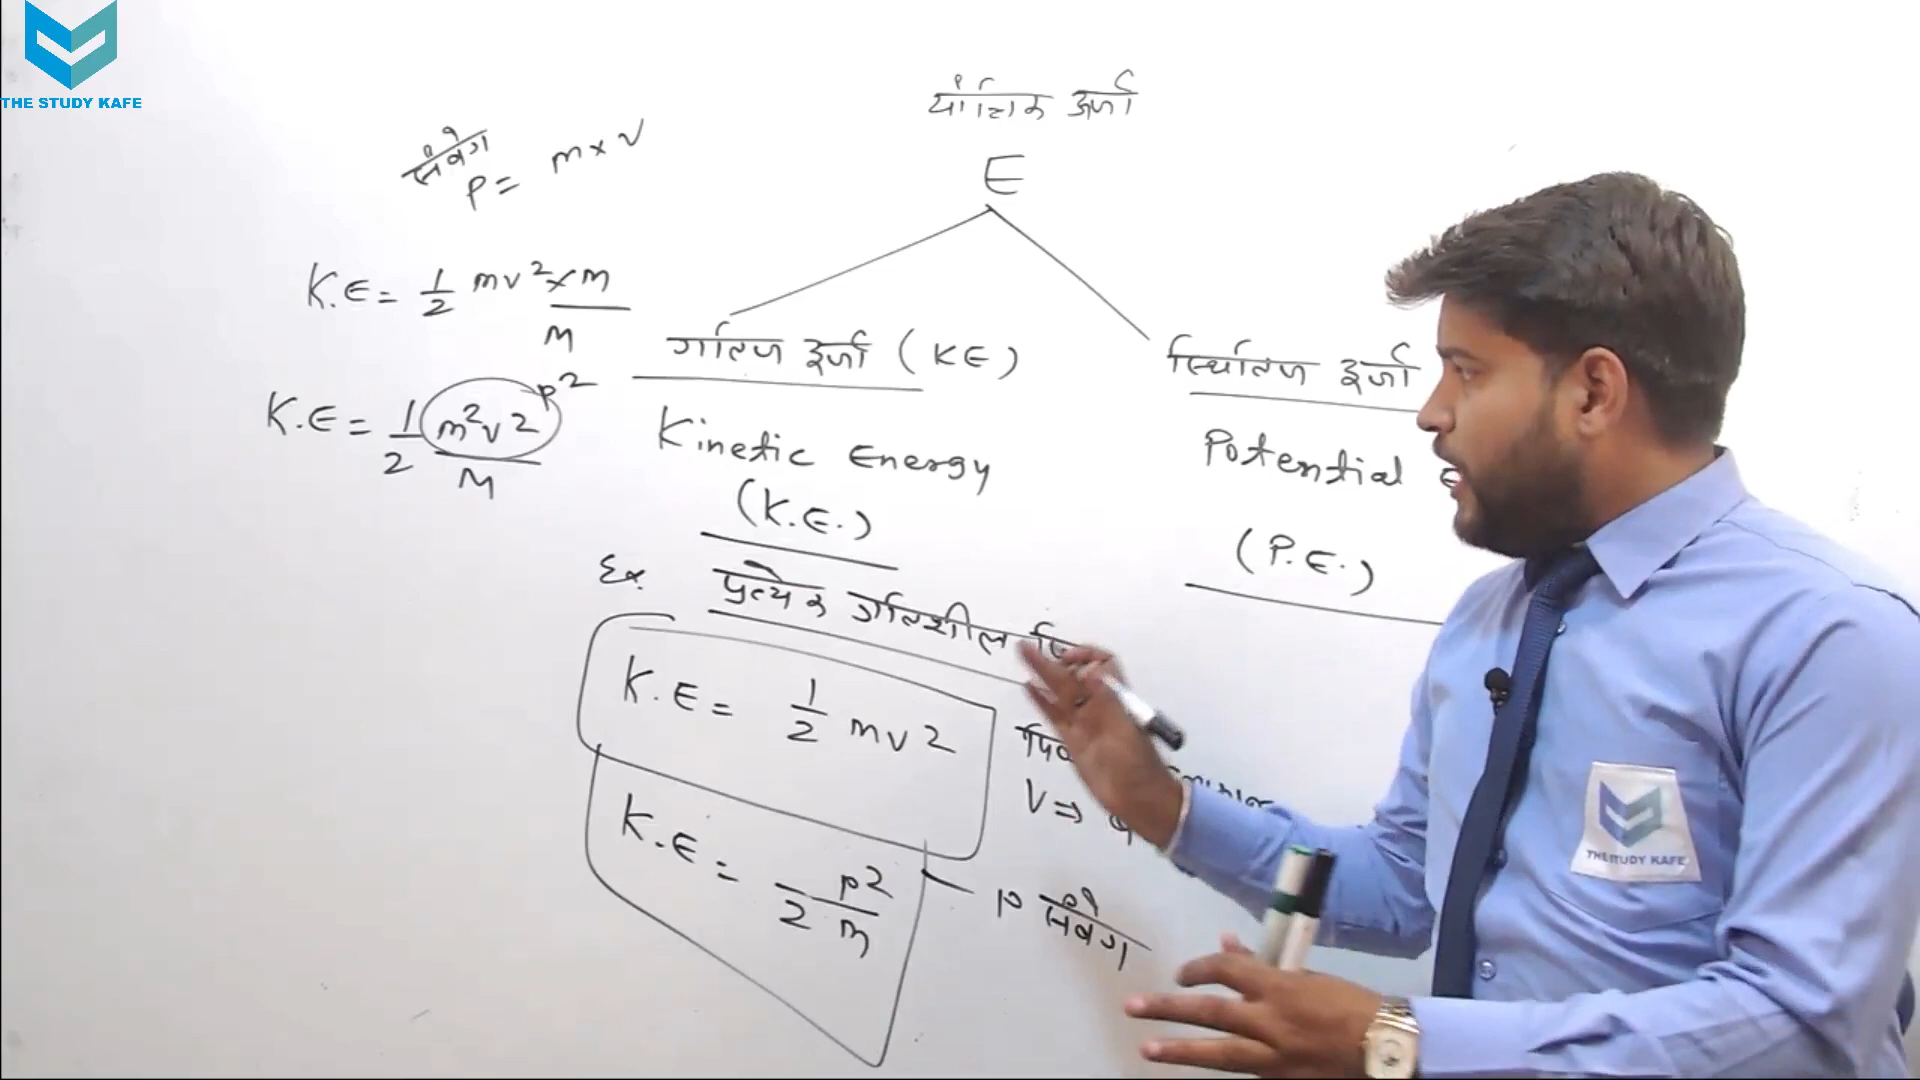 THE STUDY KAFE
यांत्रिक ऊर्जा
E
संवेग
P = m × v
K.E = 1/2 mv² × m/m
गतिज ऊर्जा (KE)
स्थितिज ऊर्जा
K.E = 1/2 m²v²/m P²
Kinetic Energy
Potential E
(K.E.)
(P.E.)
Ex. प्रत्येक गतिशील
K.E = 1/2 mv²
V ⇒
K.E = P²/2m
P संवेग
THE STUDY KAFE